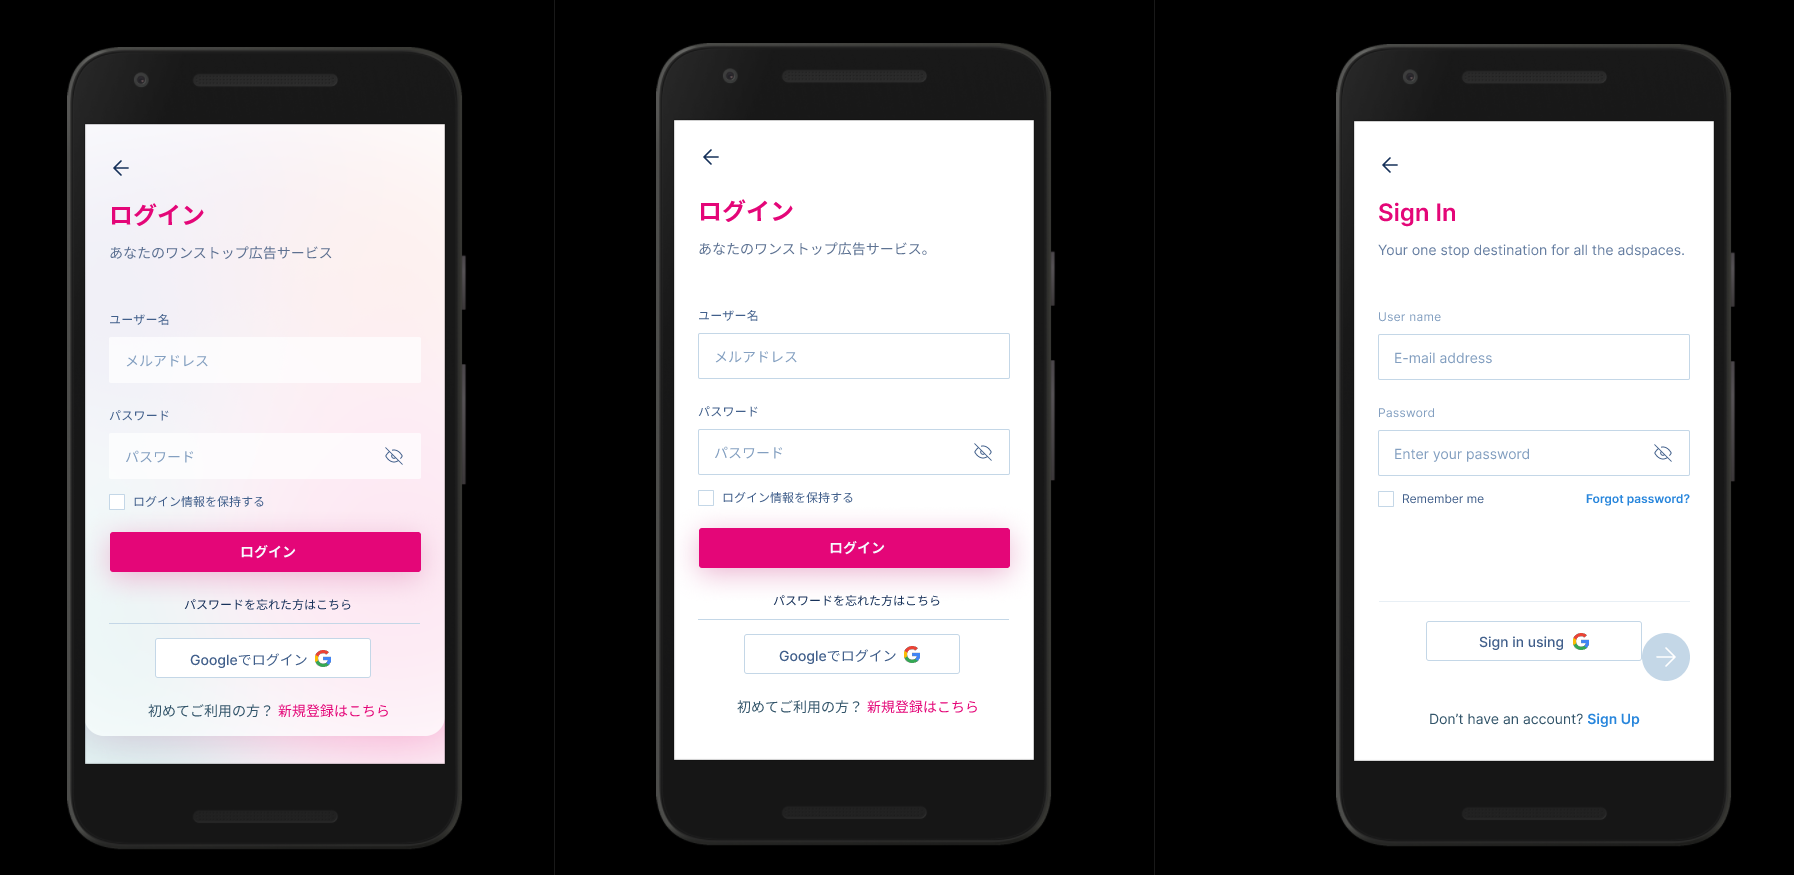 ログイン
あなたのワンストップ広告サービス
ユーザー名
メルアドレス
パスワード
パスワード
ログイン情報を保持する
ログイン
パスワードを忘れた方はこちら
Googleでログイン
初めてご利用の方？ 新規登録はこちら
ログイン
あなたのワンストップ広告サービス。
ユーザー名
メルアドレス
パスワード
パスワード
ログイン情報を保持する
ログイン
パスワードを忘れた方はこちら
Googleでログイン
初めてご利用の方？ 新規登録はこちら
Sign In
Your one stop destination for all the adspaces.
User name
E-mail address
Password
Enter your password
Remember me Forgot password?
Sign in using
Don't have an account? Sign Up